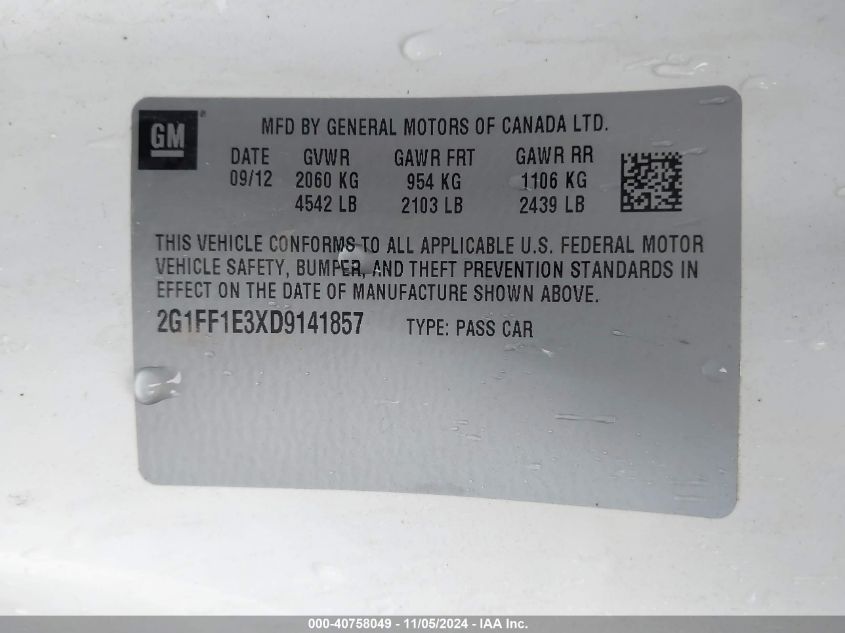 GM
MFD BY GENERAL MOTORS OF CANADA LTD.
DATE GVWR GAWR FRT GAWR RR
09/12 2060 KG 954 KG 1106 KG
4542 LB 2103 LB 2439 LB
THIS VEHICLE CONFORMS TO ALL APPLICABLE U.S. FEDERAL MOTOR
VEHICLE SAFETY, BUMPER, AND THEFT PREVENTION STANDARDS IN
EFFECT ON THE DATE OF MANUFACTURE SHOWN ABOVE.
2G1FF1E3XD9141857 TYPE: PASS CAR
000-40758049 - 11/05/2024 - IAA Inc.